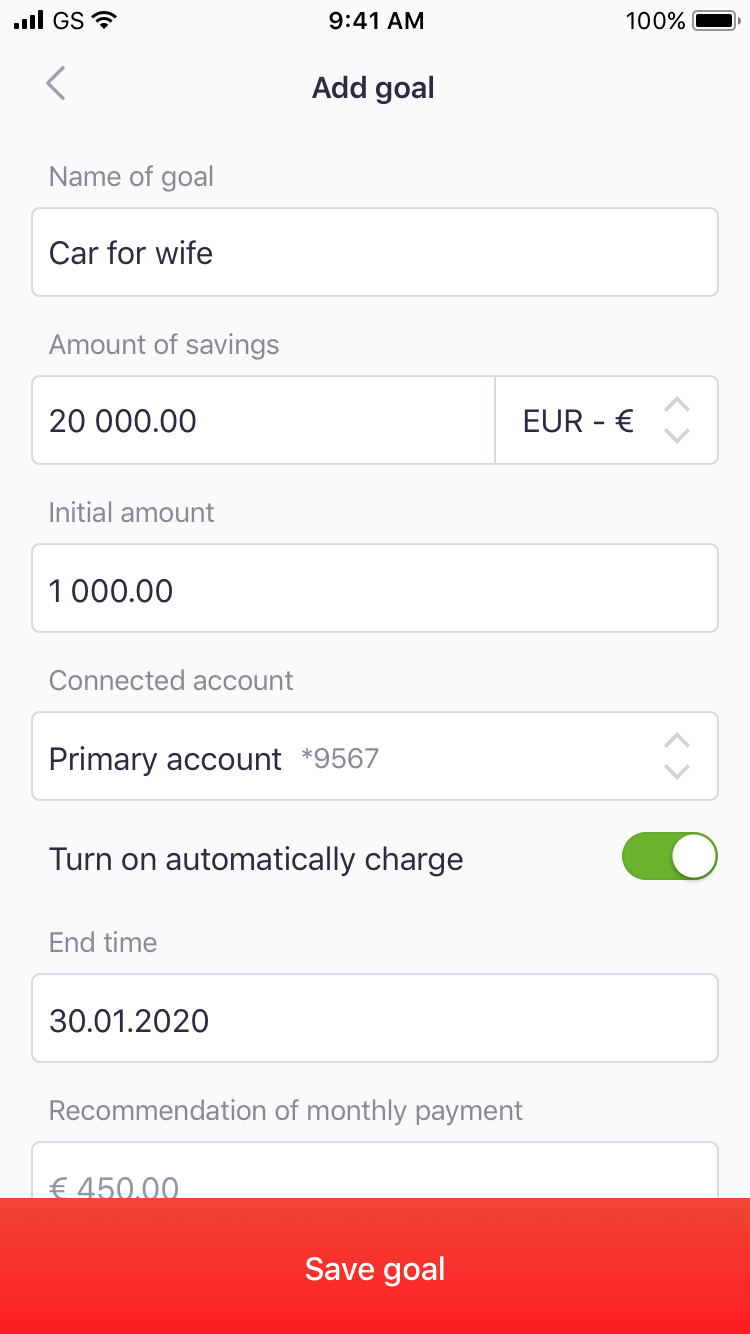 GS 9:41 AM 100%
Add goal
Name of goal
Car for wife
Amount of savings
20 000.00 EUR - €
Initial amount
1 000.00
Connected account
Primary account *9567
Turn on automatically charge
End time
30.01.2020
Recommendation of monthly payment
€ 450.00
Save goal